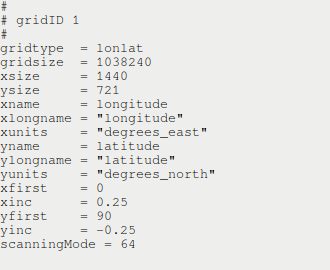 #
# gridID 1
#
gridtype  = lonlat
gridsize  = 1038240
xsize     = 1440
ysize     = 721
xname     = longitude
xlongname = "longitude"
xunits    = "degrees_east"
yname     = latitude
ylongname = "latitude"
yunits    = "degrees_north"
xfirst    = 0
xinc      = 0.25
yfirst    = 90
yinc      = -0.25
scanningMode = 64